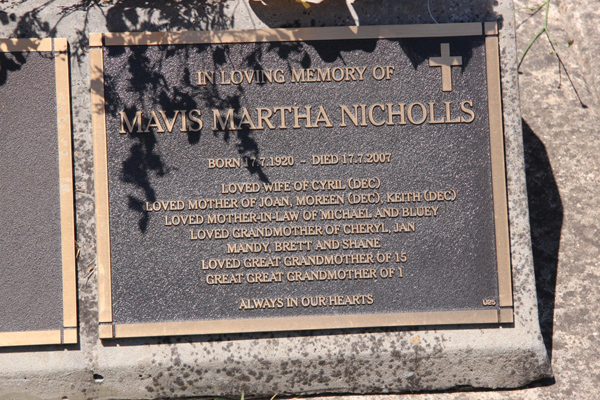 IN LOVING MEMORY OF
MAVIS MARTHA NICHOLLS
BORN 17.7.1920 - DIED 17.7.2007
LOVED WIFE OF CYRIL (DEC)
LOVED MOTHER OF JOAN, MOREEN (DEC), KEITH (DEC)
LOVED MOTHER-IN-LAW OF MICHAEL AND BLUEY
LOVED GRANDMOTHER OF CHERYL, JAN
MANDY, BRETT AND SHANE
LOVED GREAT GRANDMOTHER OF 15
GREAT GREAT GRANDMOTHER OF 1
ALWAYS IN OUR HEARTS